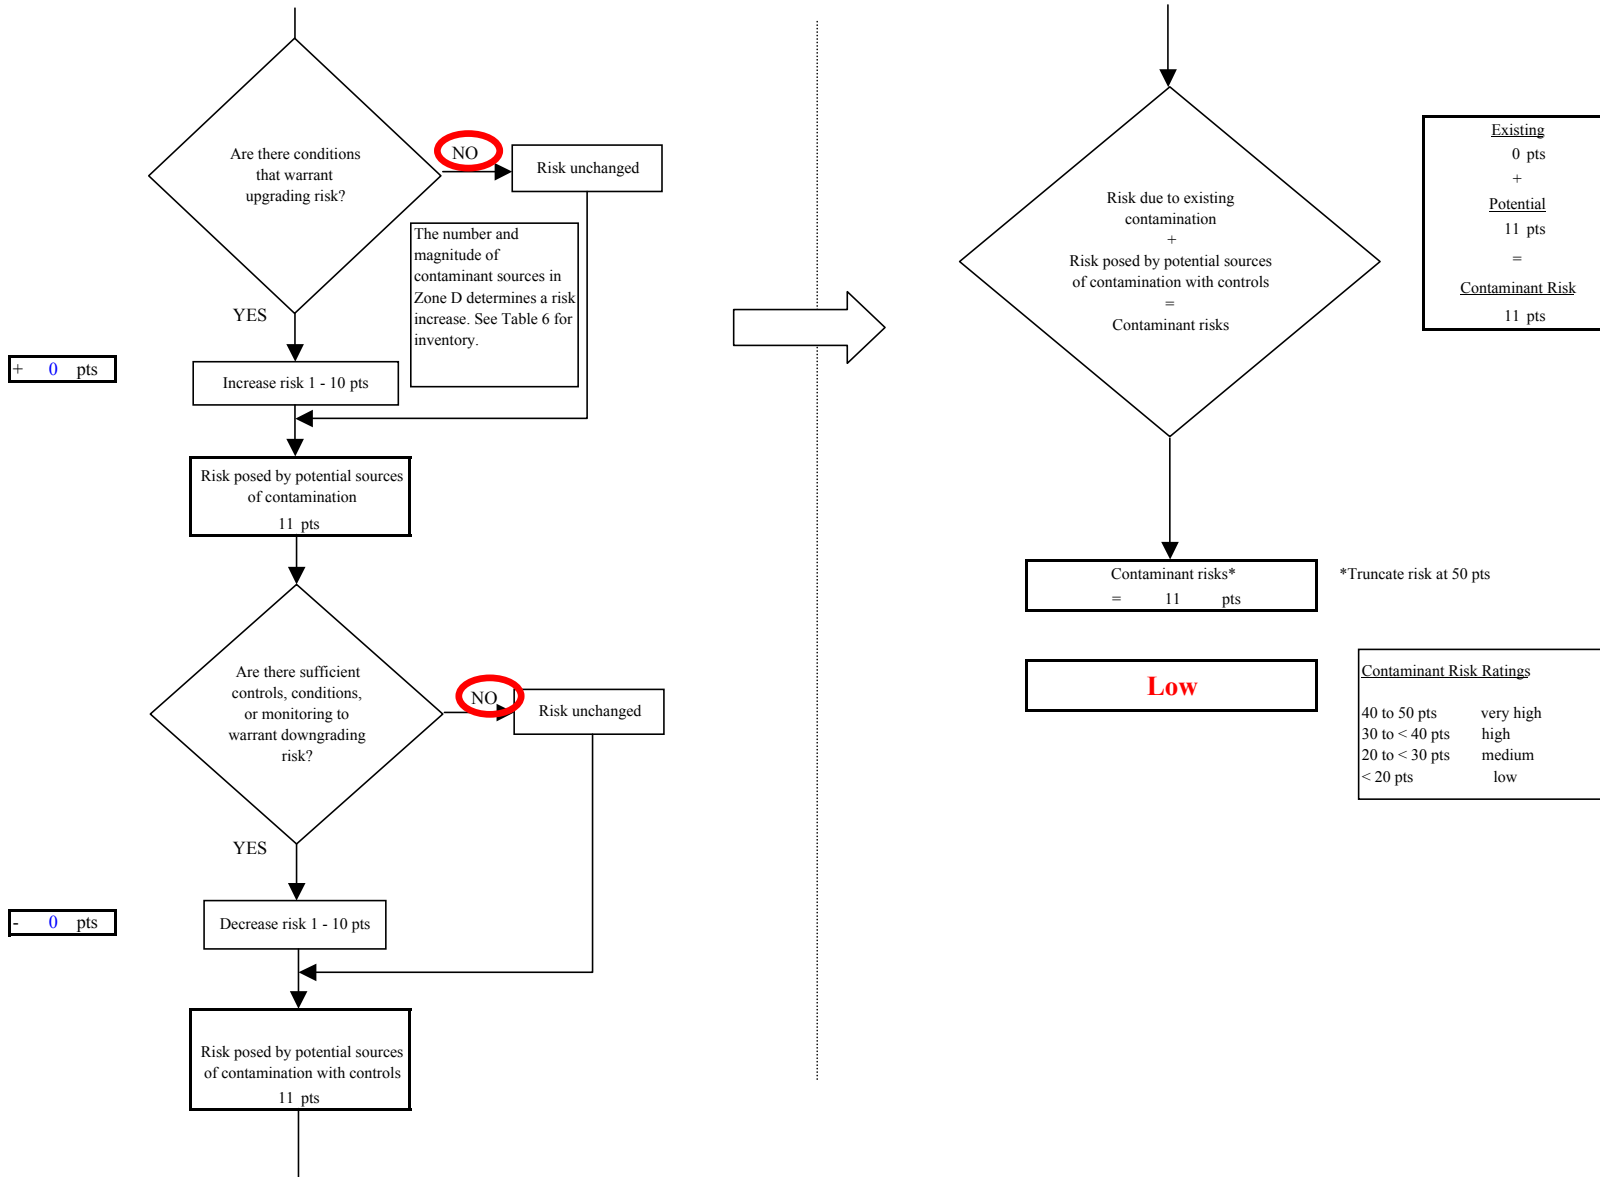 Are there conditions
that warrant
upgrading risk?
NO
Risk unchanged
The number and
magnitude of
contaminant sources in
Zone D determines a risk
increase. See Table 6 for
inventory.
YES
+ 0 pts
Increase risk 1 - 10 pts
Risk posed by potential sources
of contamination
11 pts
Are there sufficient
controls, conditions,
or monitoring to
warrant downgrading
risk?
NO
Risk unchanged
YES
- 0 pts
Decrease risk 1 - 10 pts
Risk posed by potential sources
of contamination with controls
11 pts
Risk due to existing
contamination
+
Risk posed by potential sources
of contamination with controls
=
Contaminant risks
Existing
0 pts
+
Potential
11 pts
=
Contaminant Risk
11 pts
Contaminant risks*
= 11 pts
*Truncate risk at 50 pts
Low
Contaminant Risk Ratings
40 to 50 pts very high
30 to < 40 pts high
20 to < 30 pts medium
< 20 pts low